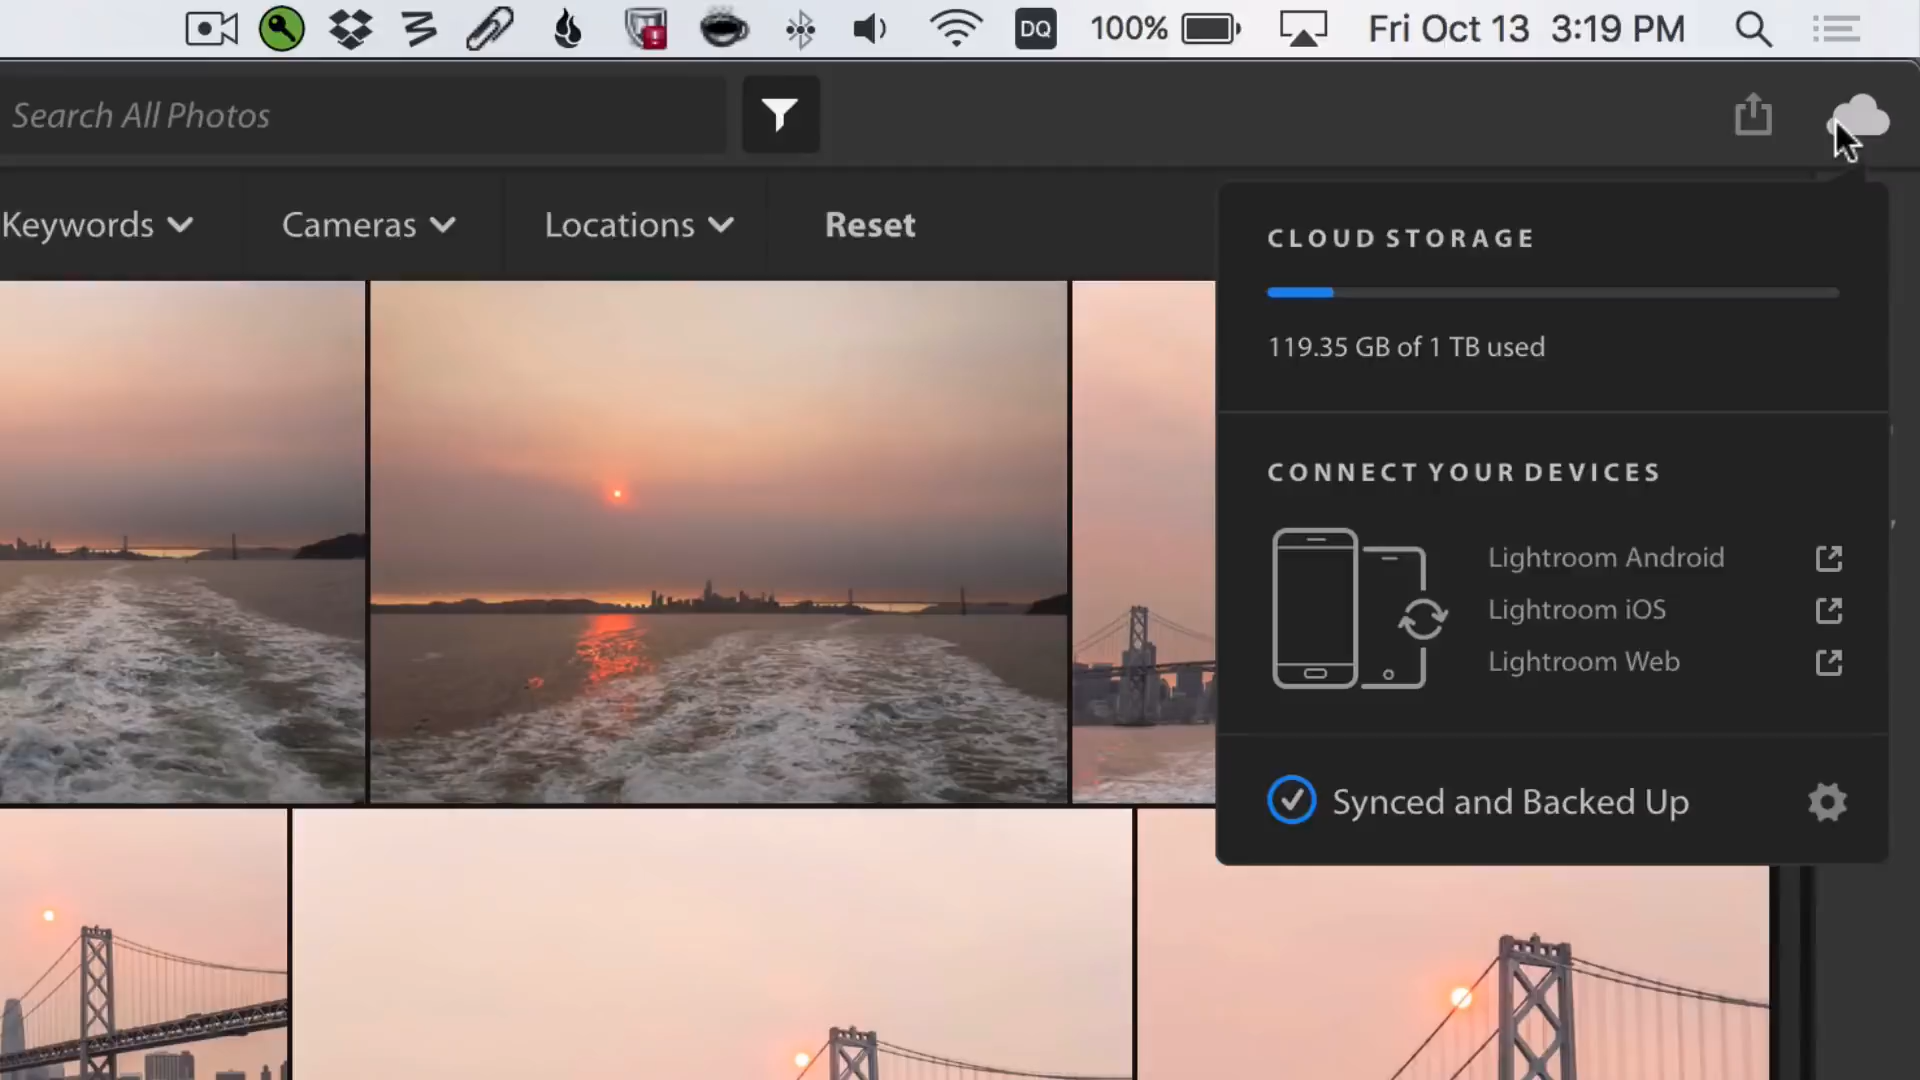 DQ 100% Fri Oct 13 3:19 PM
Search All Photos
Keywords Cameras Locations Reset
CLOUD STORAGE
119.35 GB of 1 TB used
CONNECT YOUR DEVICES
Lightroom Android
Lightroom iOS
Lightroom Web
Synced and Backed Up